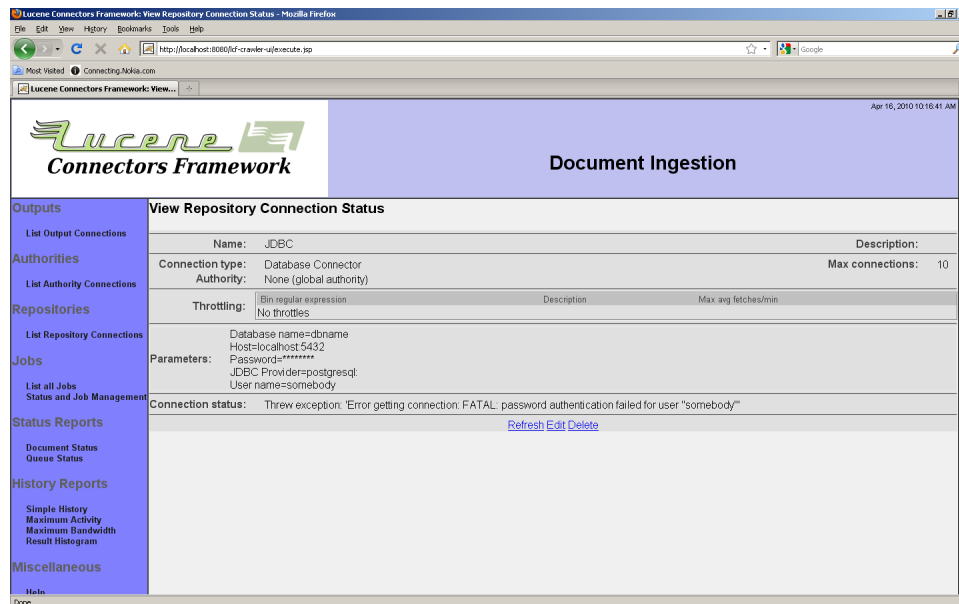 Lucene Connectors Framework: View Repository Connection Status - Mozilla Firefox
File Edit View History Bookmarks Tools Help
http://localhost:8080/lcf-crawler-ui/execute.jsp
Google
Most Visited Connecting.Nokia.com
Lucene Connectors Framework: View...
Apr 16, 2010 10:16:41 AM
Lucene
Connectors Framework
Document Ingestion
Outputs
List Output Connections
Authorities
List Authority Connections
Repositories
List Repository Connections
Jobs
List all Jobs
Status and Job Management
Status Reports
Document Status
Queue Status
History Reports
Simple History
Maximum Activity
Maximum Bandwidth
Result Histogram
Miscellaneous
Help
View Repository Connection Status
Name: JDBC Description:
Connection type: Database Connector Max connections: 10
Authority: None (global authority)
Throttling:
Bin regular expression Description Max avg fetches/min
No throttles
Parameters:
Database name=dbname
Host=localhost:5432
Password=********
JDBC Provider=postgresql:
User name=somebody
Connection status: Threw exception: 'Error getting connection: FATAL: password authentication failed for user "somebody"'
Refresh Edit Delete
Done